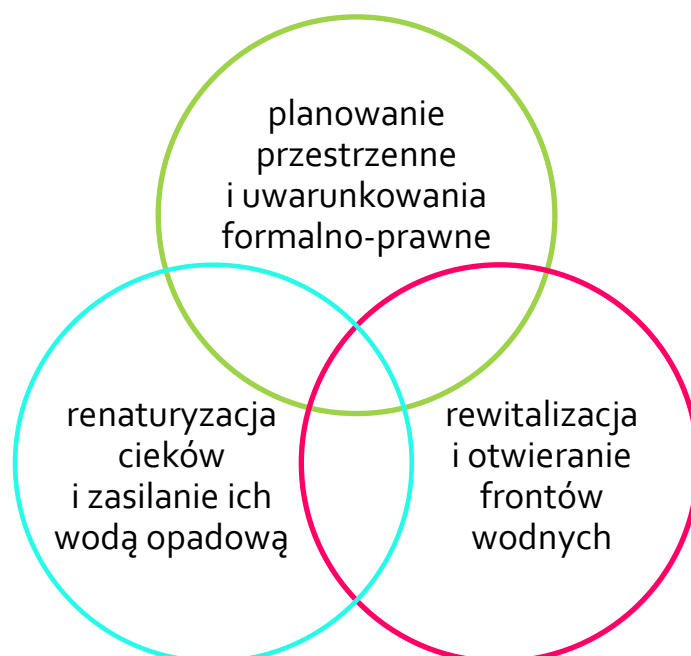 planowanie
przestrzenne
i uwarunkowania
formalno-prawne
renaturyzacja
cieków
i zasilanie ich
wodą opadową
rewitalizacja
i otwieranie
frontów
wodnych